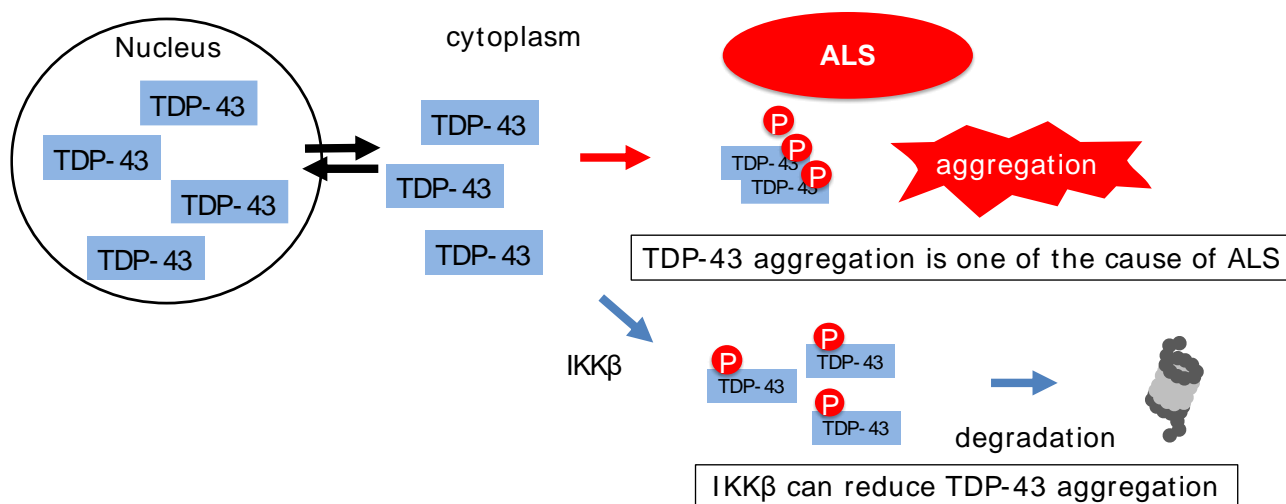 Nucleus
TDP-43
TDP-43
TDP-43
TDP-43
cytoplasm
TDP-43
TDP-43
TDP-43
ALS
P
P
P
TDP-43
TDP-43
aggregation
TDP-43 aggregation is one of the cause of ALS
IKKβ
P
TDP-43
P
TDP-43
P
TDP-43
degradation
IKKβ can reduce TDP-43 aggregation